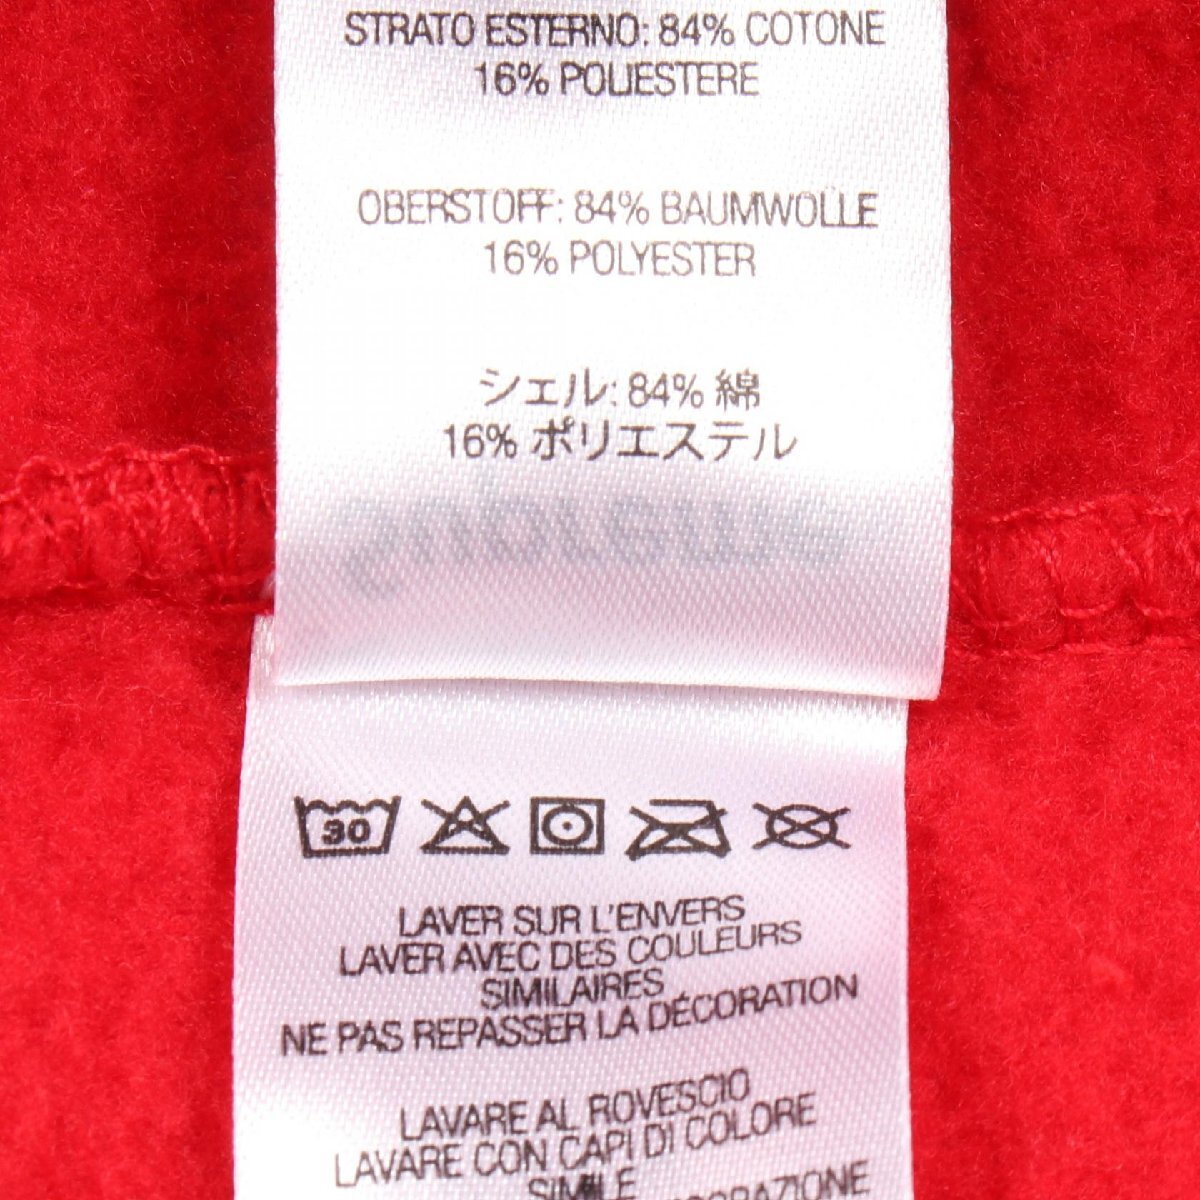 STRATO ESTERNO: 84% COTONE
16% POLIESTERE
OBERSTOFF: 84% BAUMWOLLE
16% POLYESTER
シェル: 84% 綿
16% ポリエステル
30
LAVER SUR L'ENVERS
LAVER AVEC DES COULEURS
SIMILAIRES
NE PAS REPASSER LA DÉCORATION
LAVARE AL ROVESCIO
LAVARE CON CAPI DI COLORE
SIMILE